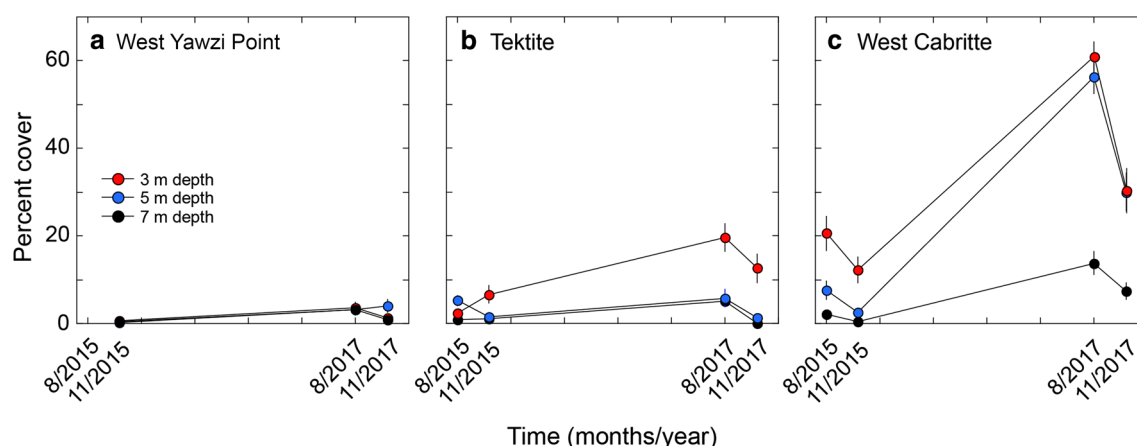 a West Yawzi Point
b Tektite
c West Cabritte
Percent cover
60
40
20
0
3 m depth
5 m depth
7 m depth
8/2015
11/2015
8/2017
11/2017
8/2015
11/2015
8/2017
11/2017
8/2015
11/2015
8/2017
11/2017
Time (months/year)